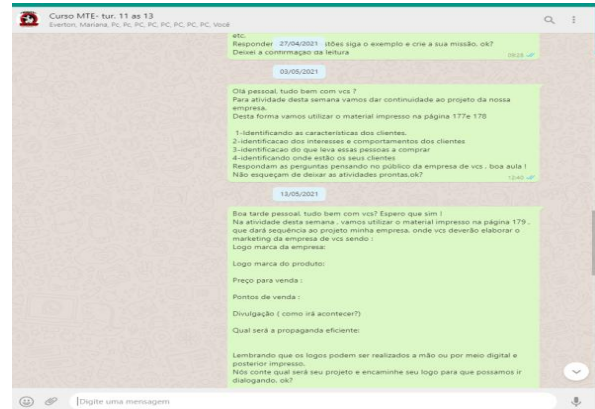 Curso MTE- tur. 11 as 13
Everton, Mariana, Pc, Pc, PC, PC, PC, PC, PC, PC, Você
etc.
Responder 27/04/2021 stões siga o exemplo e crie a sua missão, ok?
Deixei a confirmaçao da leitura
09:28
03/05/2021
Olá pessoal, tudo bem com vcs ?
Para atividade desta semana vamos dar continuidade ao projeto da nossa
empresa.
Desta forma vamos utilizar o material impresso na página 177e 178
1-Identificando as características dos clientes.
2-identificacao dos interesses e comportamentos dos clientes
3-identificacao do que leva essas pessoas a comprar
4-identificando onde estão os seus clientes
Respondam as perguntas pensando no público da empresa de vcs , boa aula !
Não esqueçam de deixar as atividades prontas,ok?
12:40
13/05/2021
Boa tarde pessoal, tudo bem com vcs? Espero que sim !
Na atividade desta semana , vamos utilizar o material impresso na página 179 ,
que dará sequência ao projeto minha empresa, onde vcs deverão elaborar o
marketing da empresa de vcs sendo :
Logo marca da empresa:
Logo marca do produto:
Preço para venda :
Pontos de venda :
Divulgação ( como irá acontecer?)
Qual será a propaganda eficiente:
Lembrando que os logos podem ser realizados a mão ou por meio digital e
posterior impresso.
Nós conte qual será seu projeto e encaminhe seu logo para que possamos ir
dialogando, ok?
Digite uma mensagem